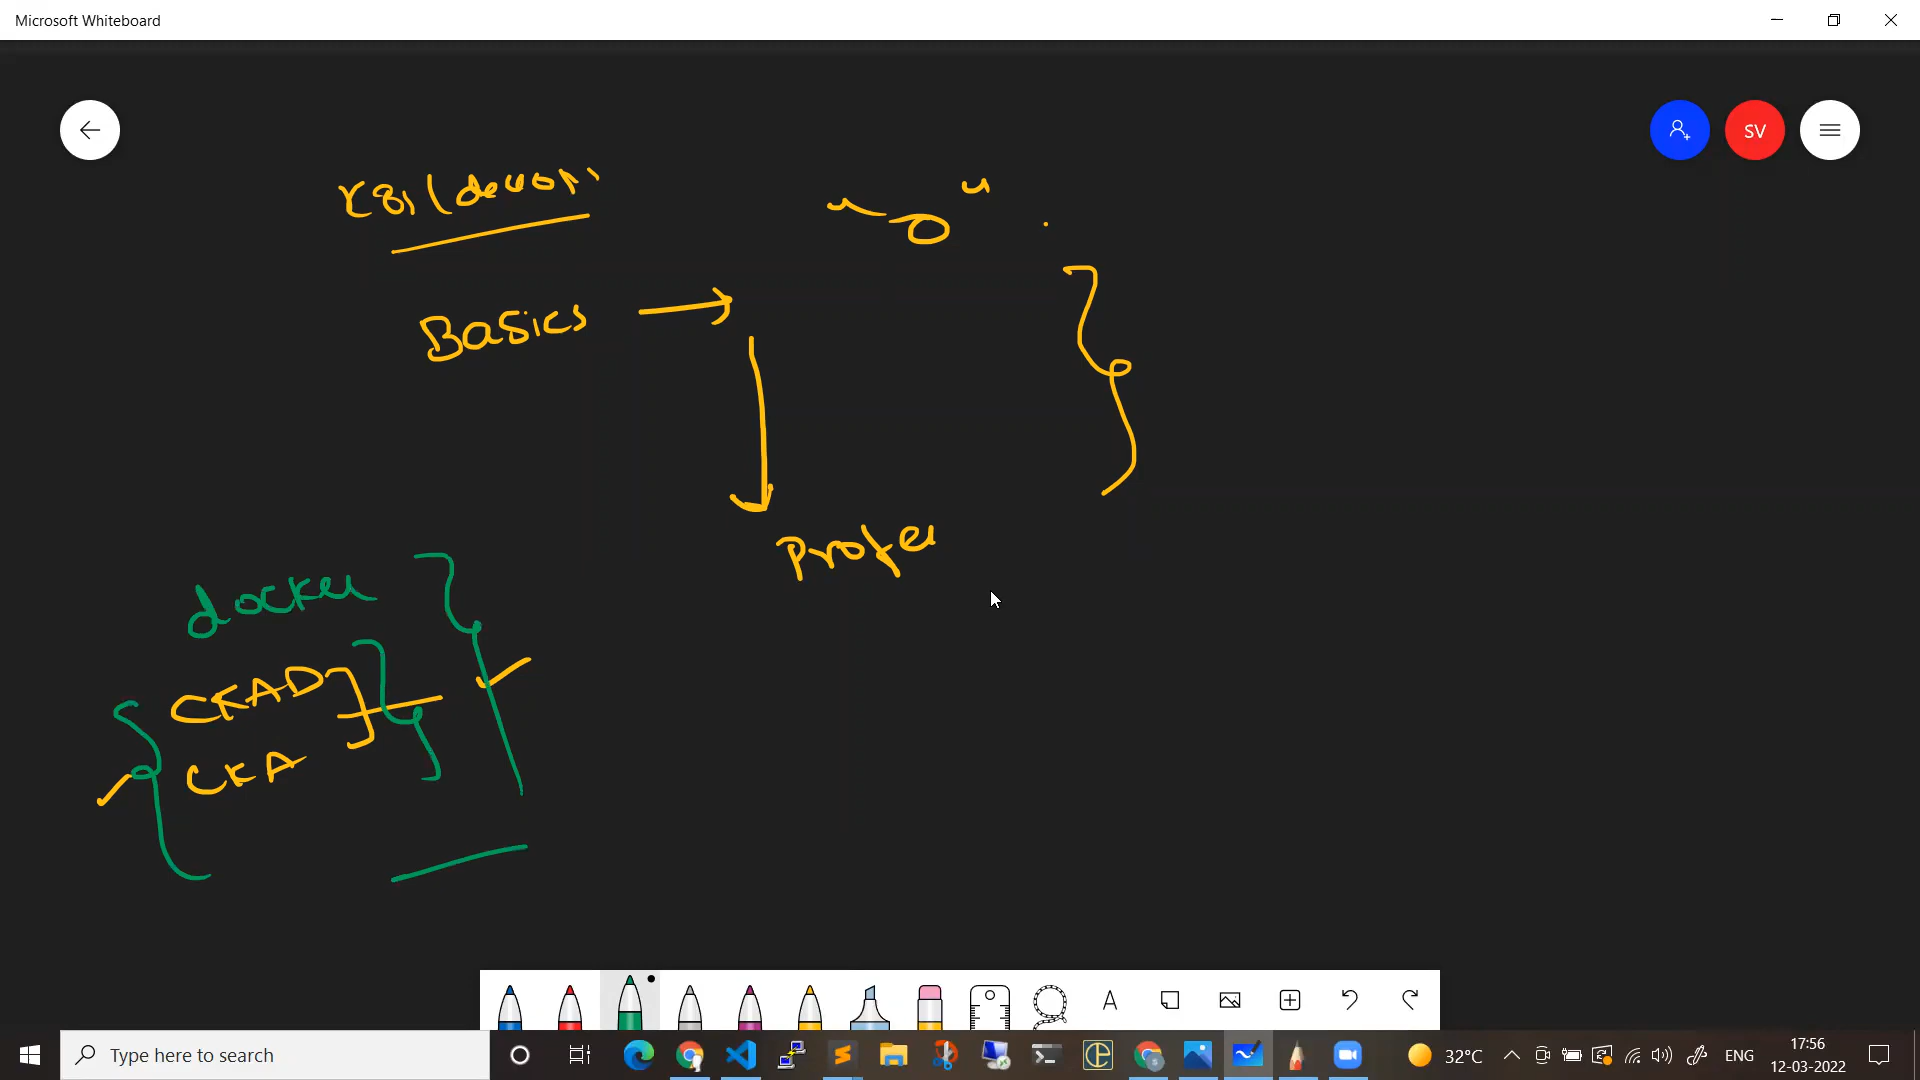 Microsoft Whiteboard
SV
Basics
docker
CKAD
CKA
A
Type here to search
32°C
ENG
17:56
12-03-2022